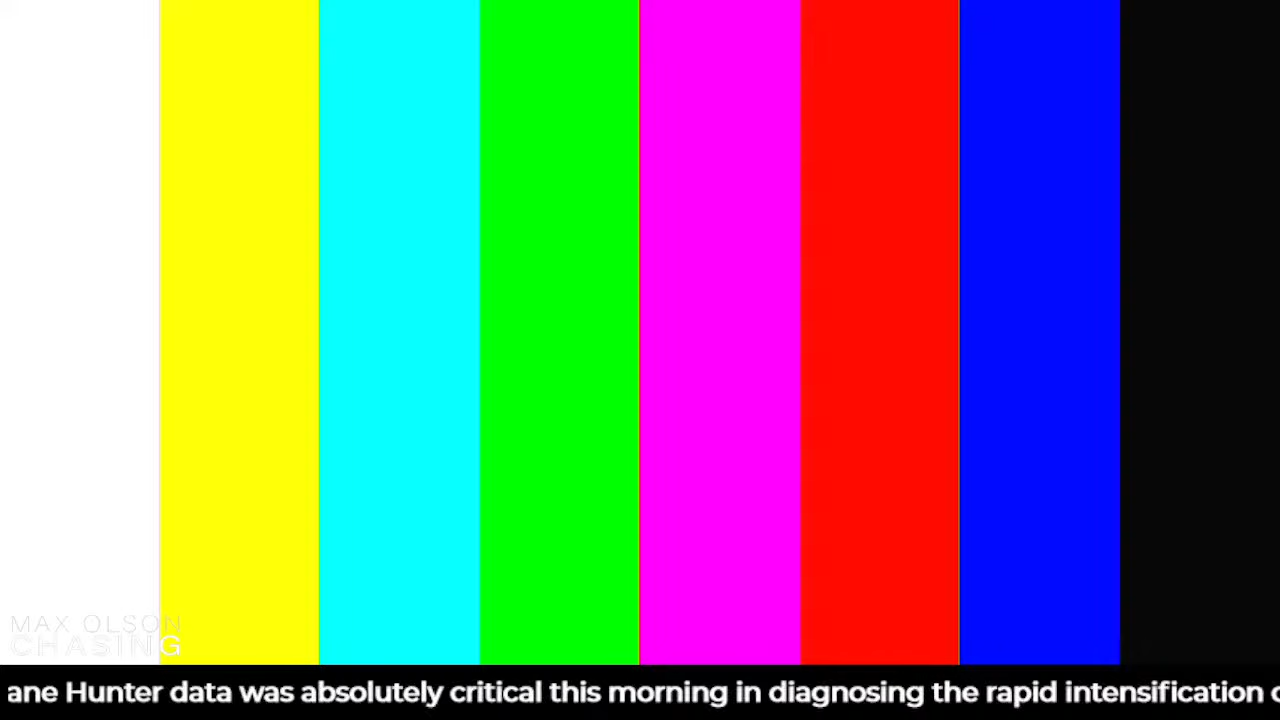 MAX OLSON
CHASING
ane Hunter data was absolutely critical this morning in diagnosing the rapid intensification